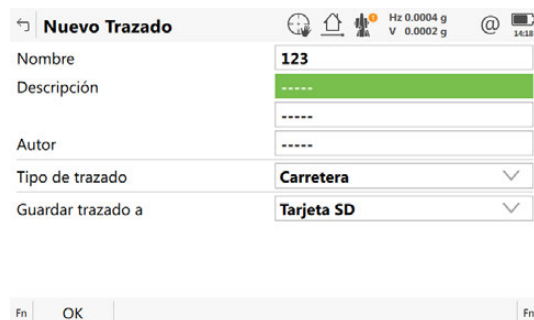 Nuevo Trazado
Hz 0.0004 g
V 0.0002 g
@
14:18
Nombre 123
Descripción -----
-----
Autor -----
Tipo de trazado Carretera
Guardar trazado a Tarjeta SD
Fn OK Fn